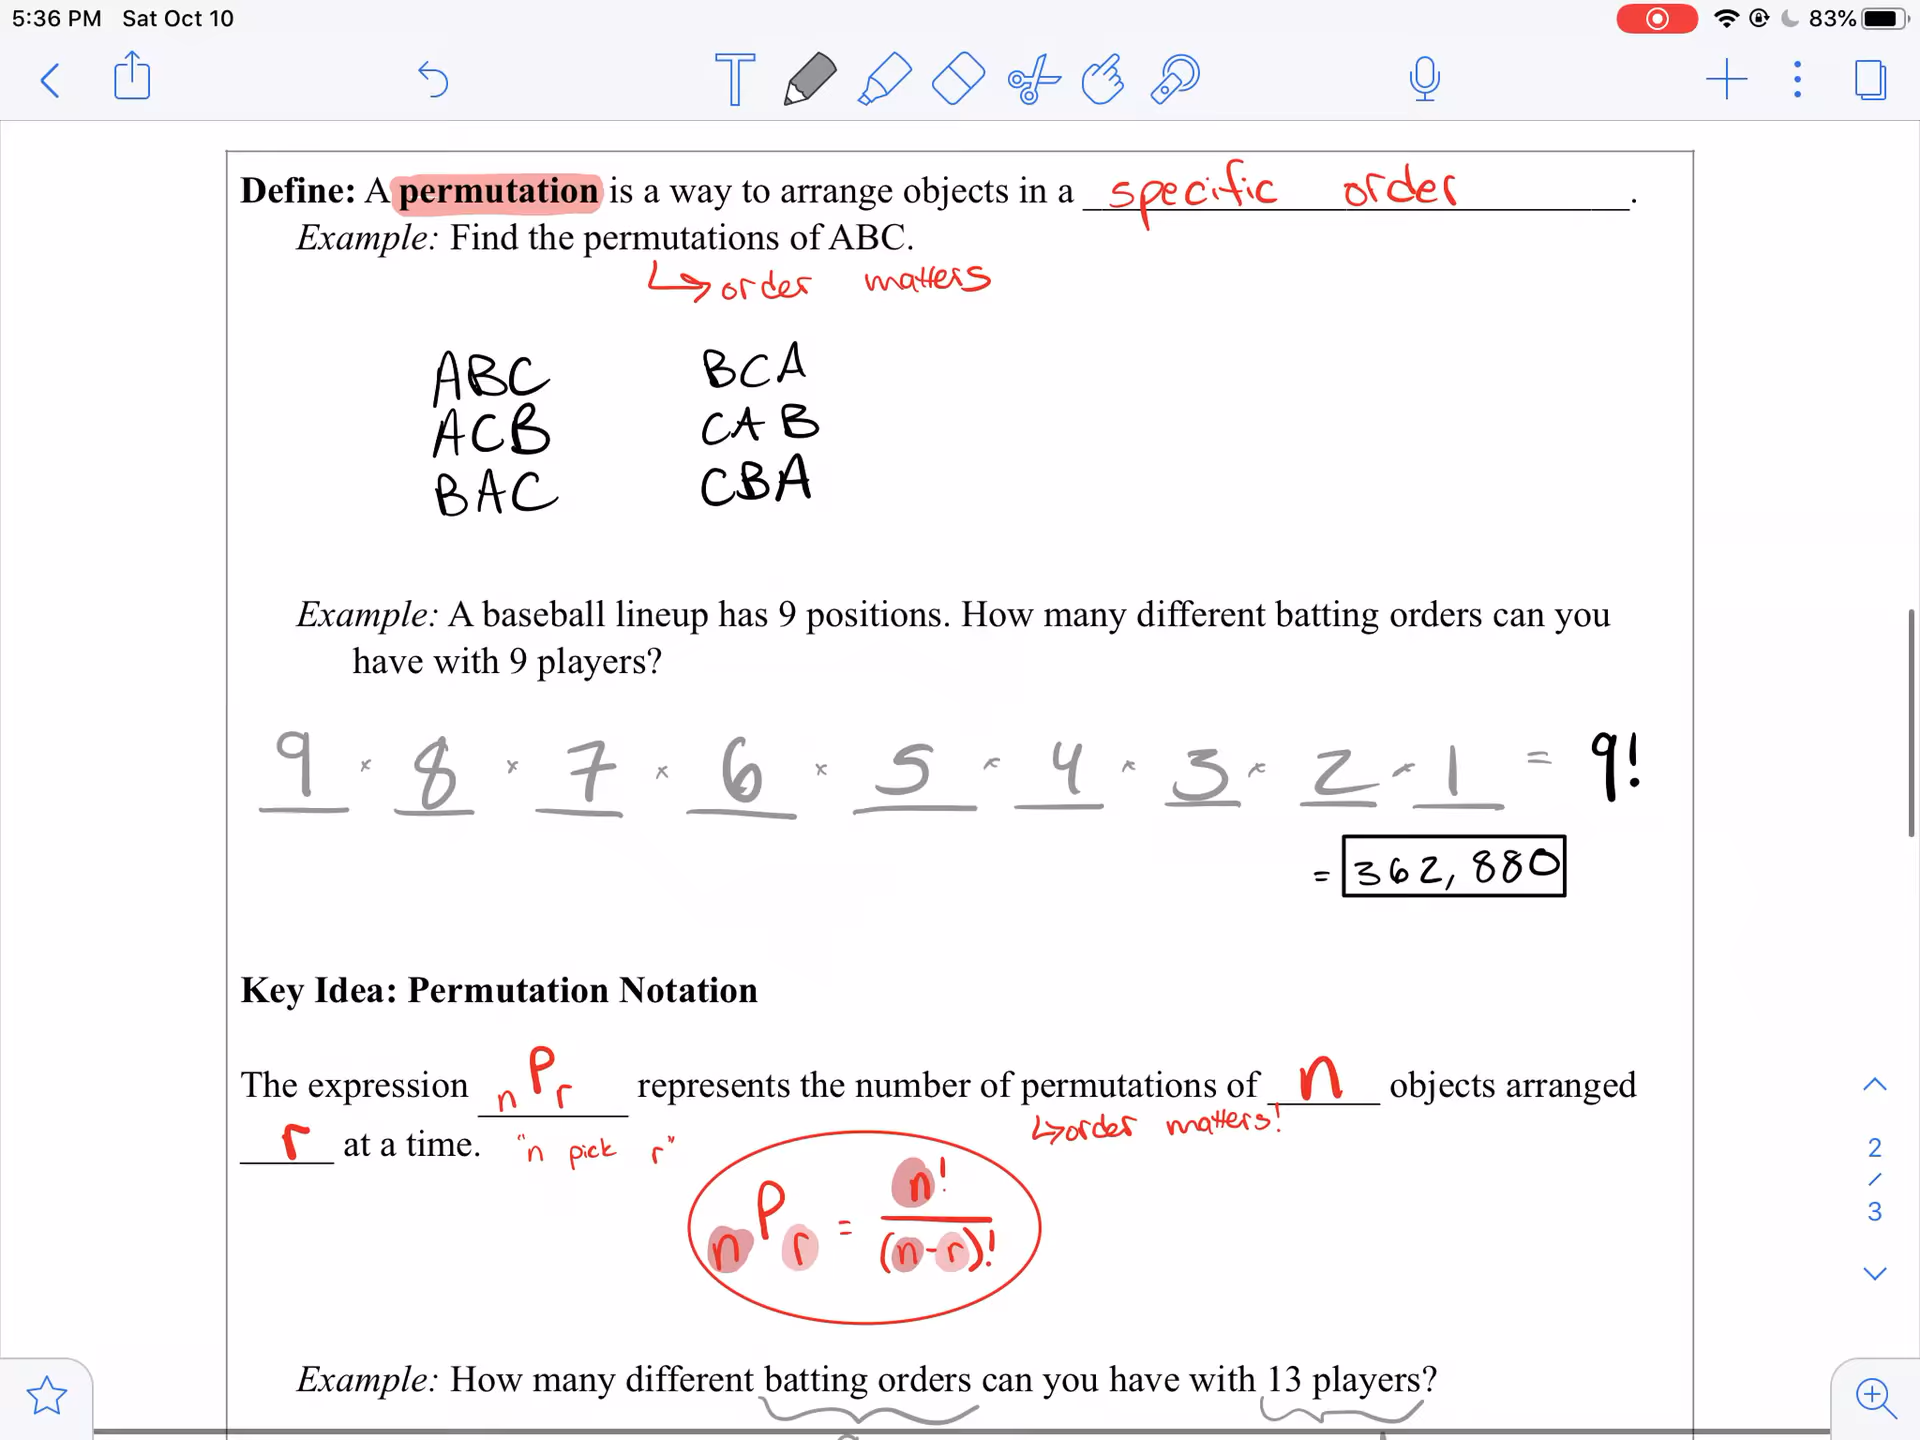 5:36 PM Sat Oct 10
83%
Define: A permutation is a way to arrange objects in a specific order.
Example: Find the permutations of ABC.
↳ order matters
ABC BCA
ACB CAB
BAC CBA
Example: A baseball lineup has 9 positions. How many different batting orders can you
have with 9 players?
9 × 8 × 7 × 6 × 5 × 4 × 3 × 2 × 1 = 9!
= 362,880
Key Idea: Permutation Notation
The expression nPr represents the number of permutations of n objects arranged
↳ order matters!
r at a time. "n pick r"
nPr = n!/(n-r)!
Example: How many different batting orders can you have with 13 players?
2
/
3